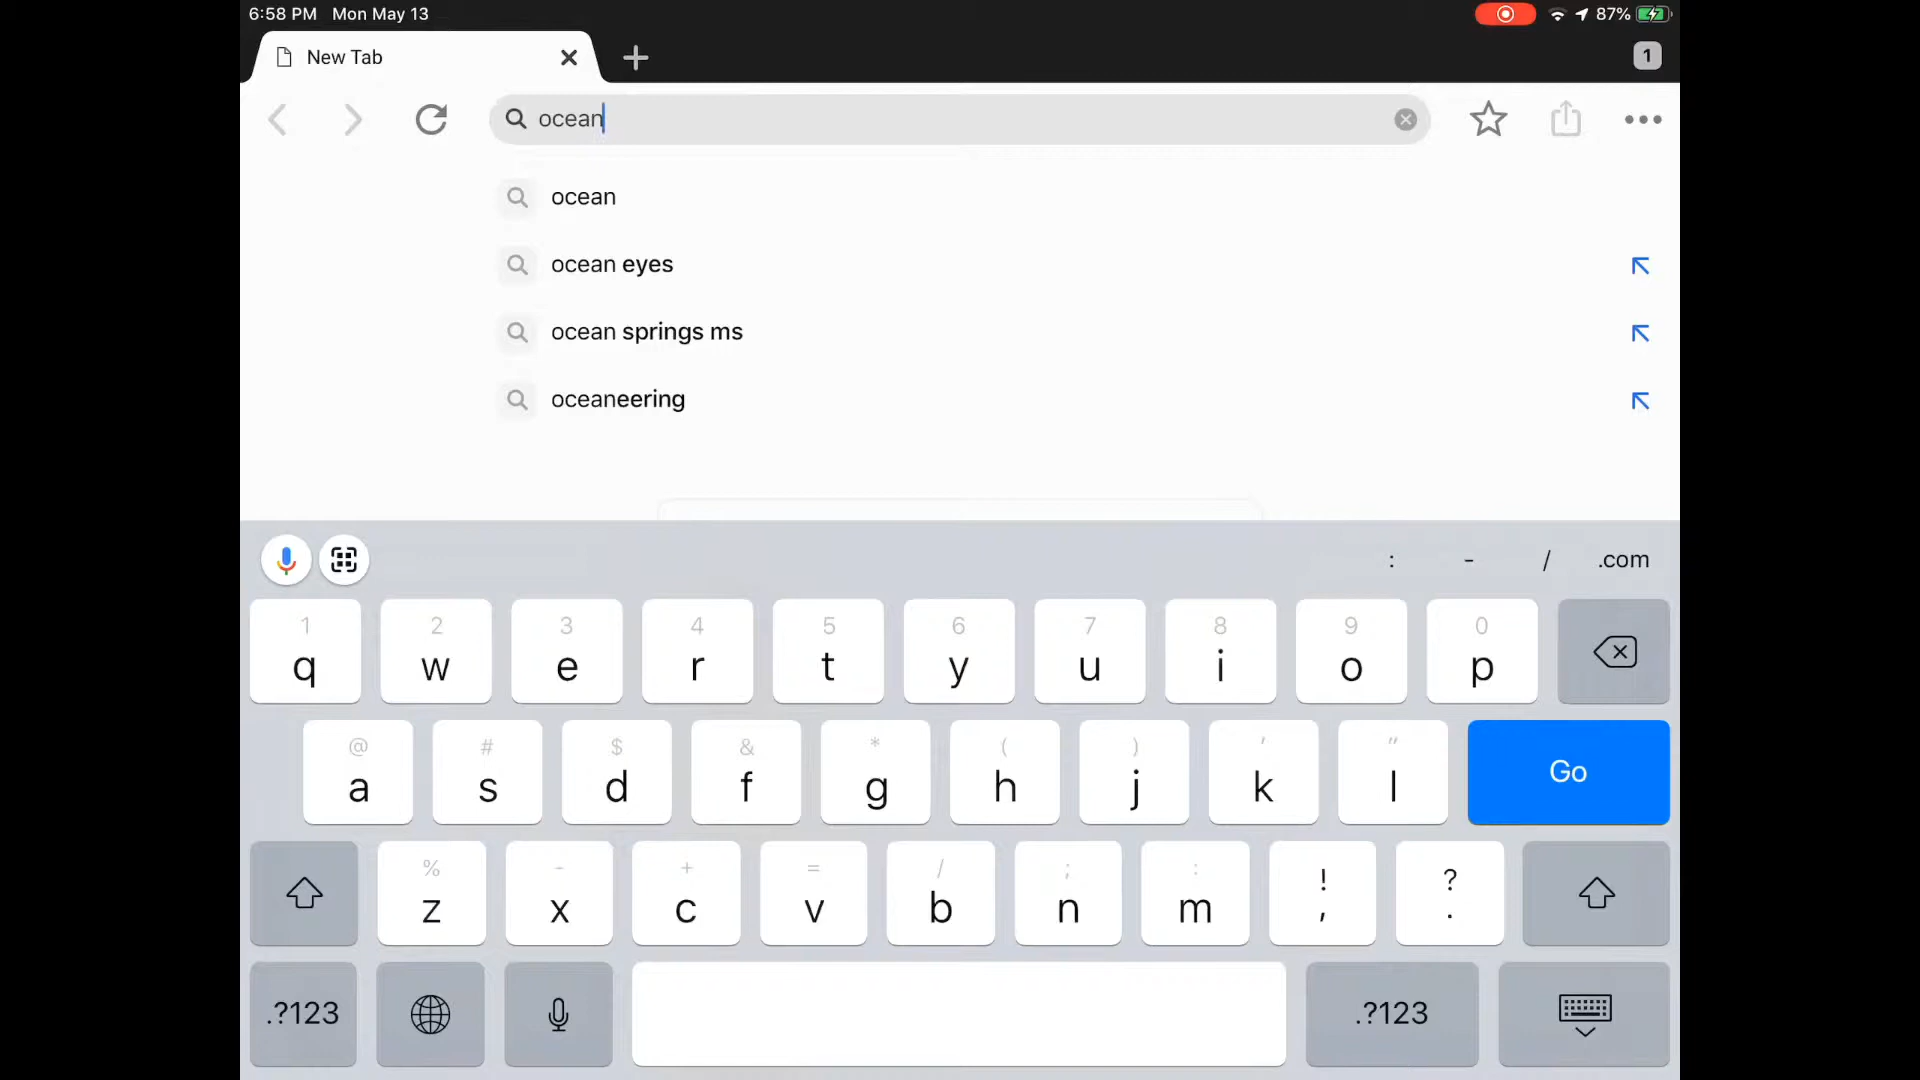 6:58 PM Mon May 13
87%
New Tab
1
ocean
ocean
ocean eyes
ocean springs ms
oceaneering
: - / .com
1 2 3 4 5 6 7 8 9 0
q w e r t y u i o p
@ # $ & * ( ) ' "
a s d f g h j k l Go
% - + = / ; : ! ?
z x c v b n m , .
.?123 .?123